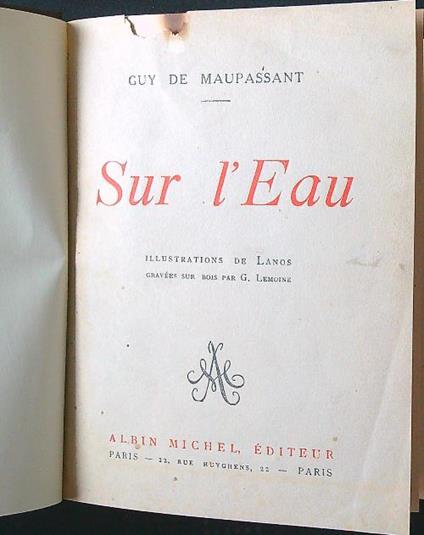 GUY DE MAUPASSANT
Sur l'Eau
ILLUSTRATIONS DE LANOS
GRAVÉES SUR BOIS PAR G. LEMOINE
AM
ALBIN MICHEL, ÉDITEUR
PARIS — 22, RUE HUYGHENS, 22 — PARIS